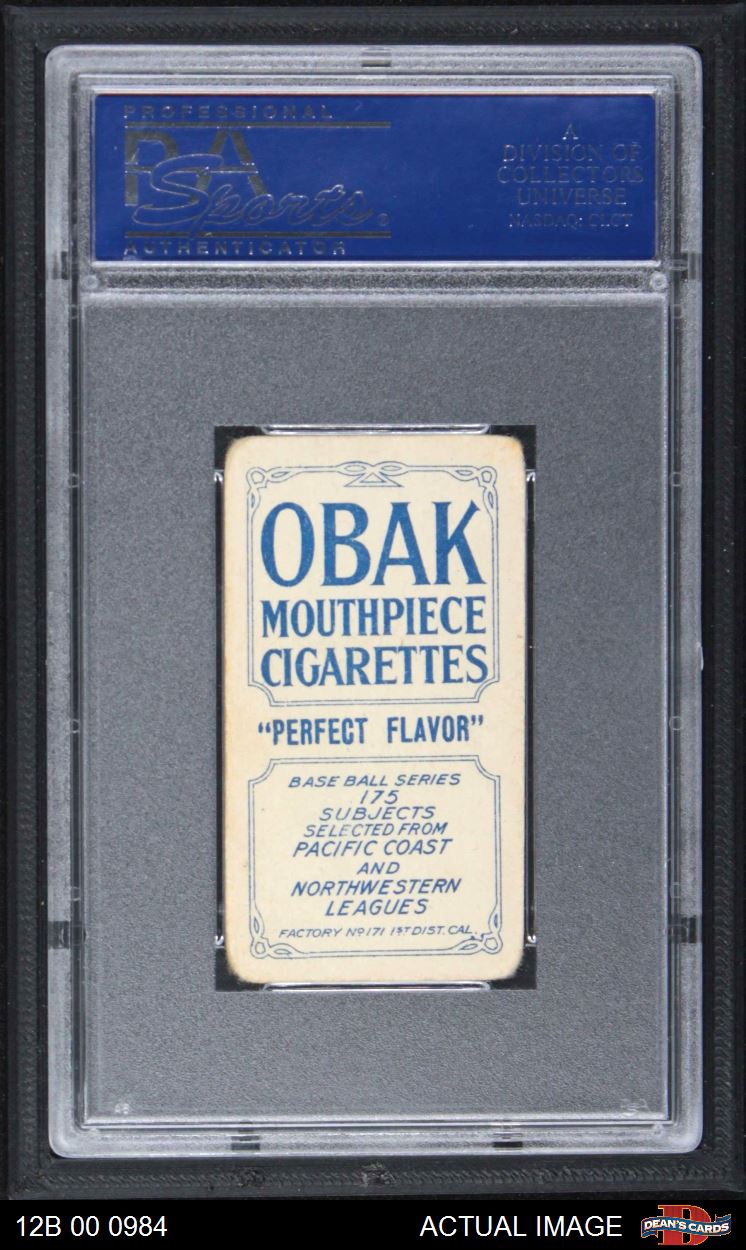 PROFESSIONAL
PSA
Sports
AUTHENTICATOR
A
DIVISION OF
COLLECTORS
UNIVERSE
NASDAQ: CLCT
OBAK
MOUTHPIECE
CIGARETTES
"PERFECT FLAVOR"
BASE BALL SERIES
175
SUBJECTS
SELECTED FROM
PACIFIC COAST
AND
NORTHWESTERN
LEAGUES
FACTORY Nº 171 1ST DIST. CAL.
12B 00 0984
ACTUAL IMAGE
DEAN'S CARDS